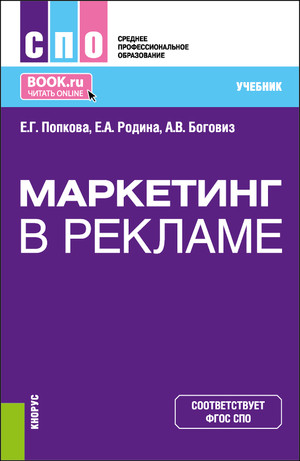 СПО
СРЕДНЕЕ
ПРОФЕССИОНАЛЬНОЕ
ОБРАЗОВАНИЕ
BOOK.ru
ЧИТАТЬ ONLINE
УЧЕБНИК
Е.Г. Попкова, Е.А. Родина, А.В. Боговиз
МАРКЕТИНГ
В РЕКЛАМЕ
СООТВЕТСТВУЕТ
ФГОС СПО
КНОРУС